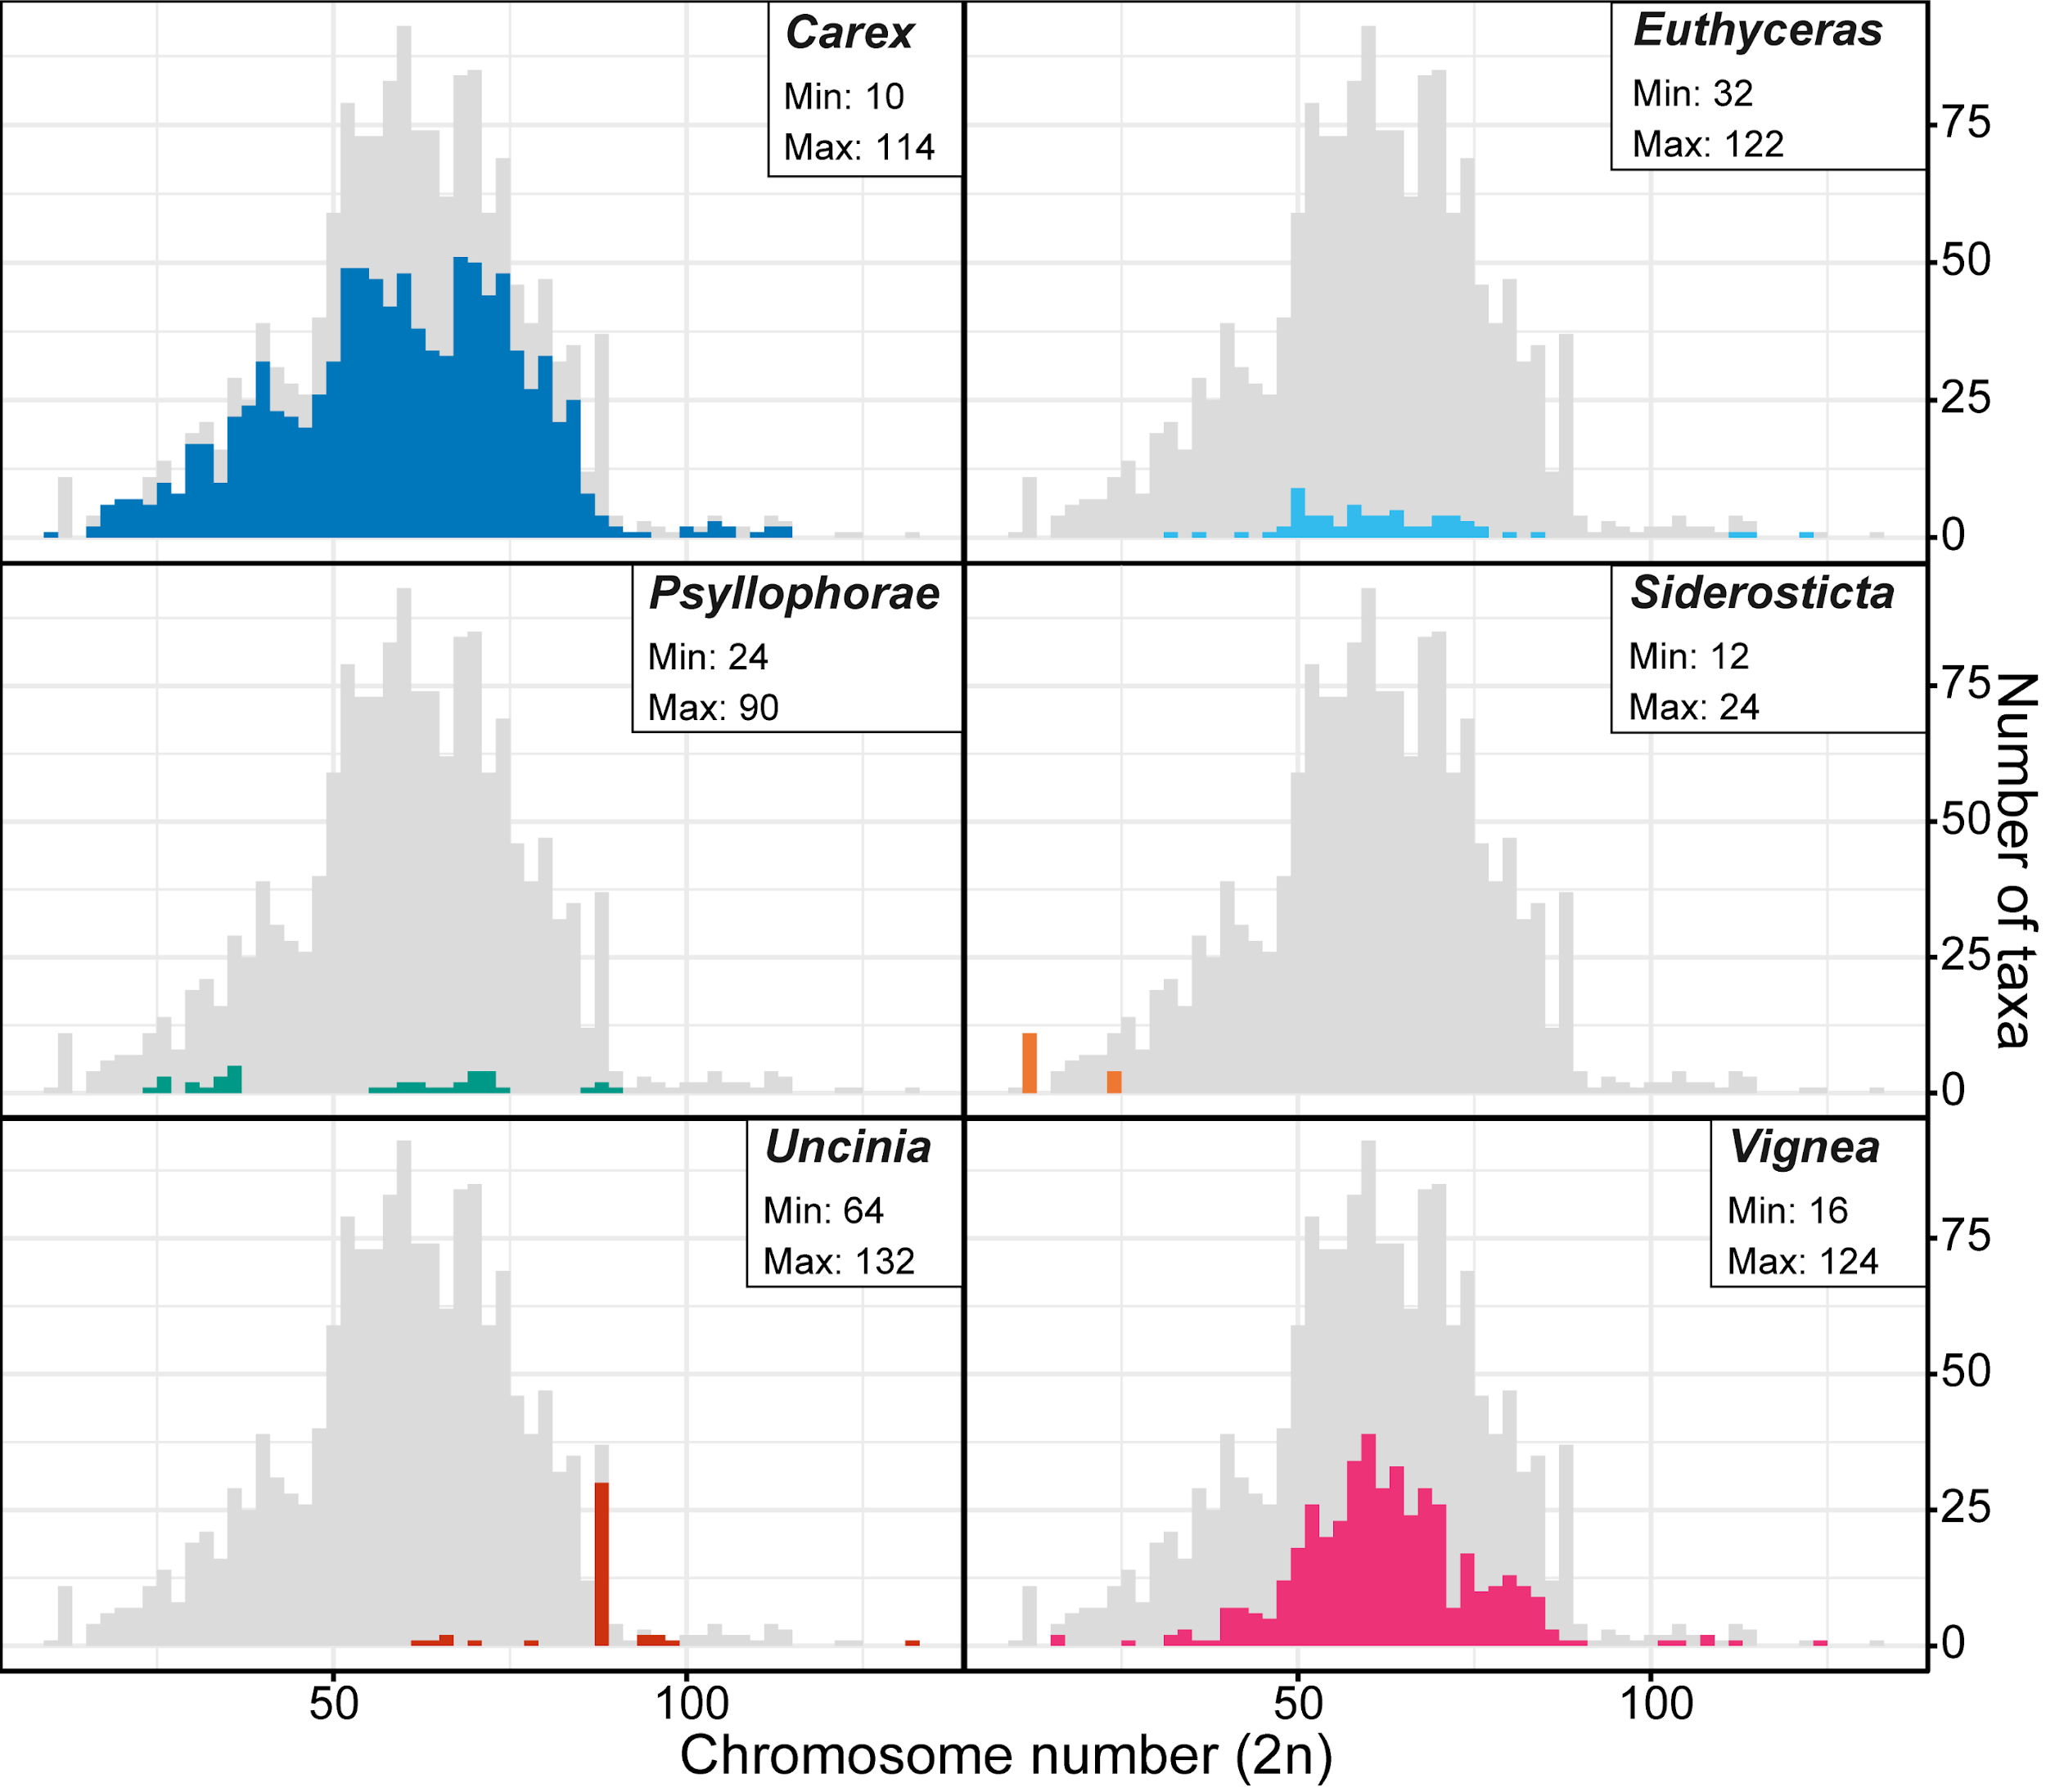 Carex
Min: 10
Max: 114
Euthyceras
Min: 32
Max: 122
75
50
25
0
Psyllophorae
Min: 24
Max: 90
Siderosticta
Min: 12
Max: 24
75
50
25
0
Number of taxa
Uncinia
Min: 64
Max: 132
Vignea
Min: 16
Max: 124
75
50
25
0
50
100
50
100
Chromosome number (2n)